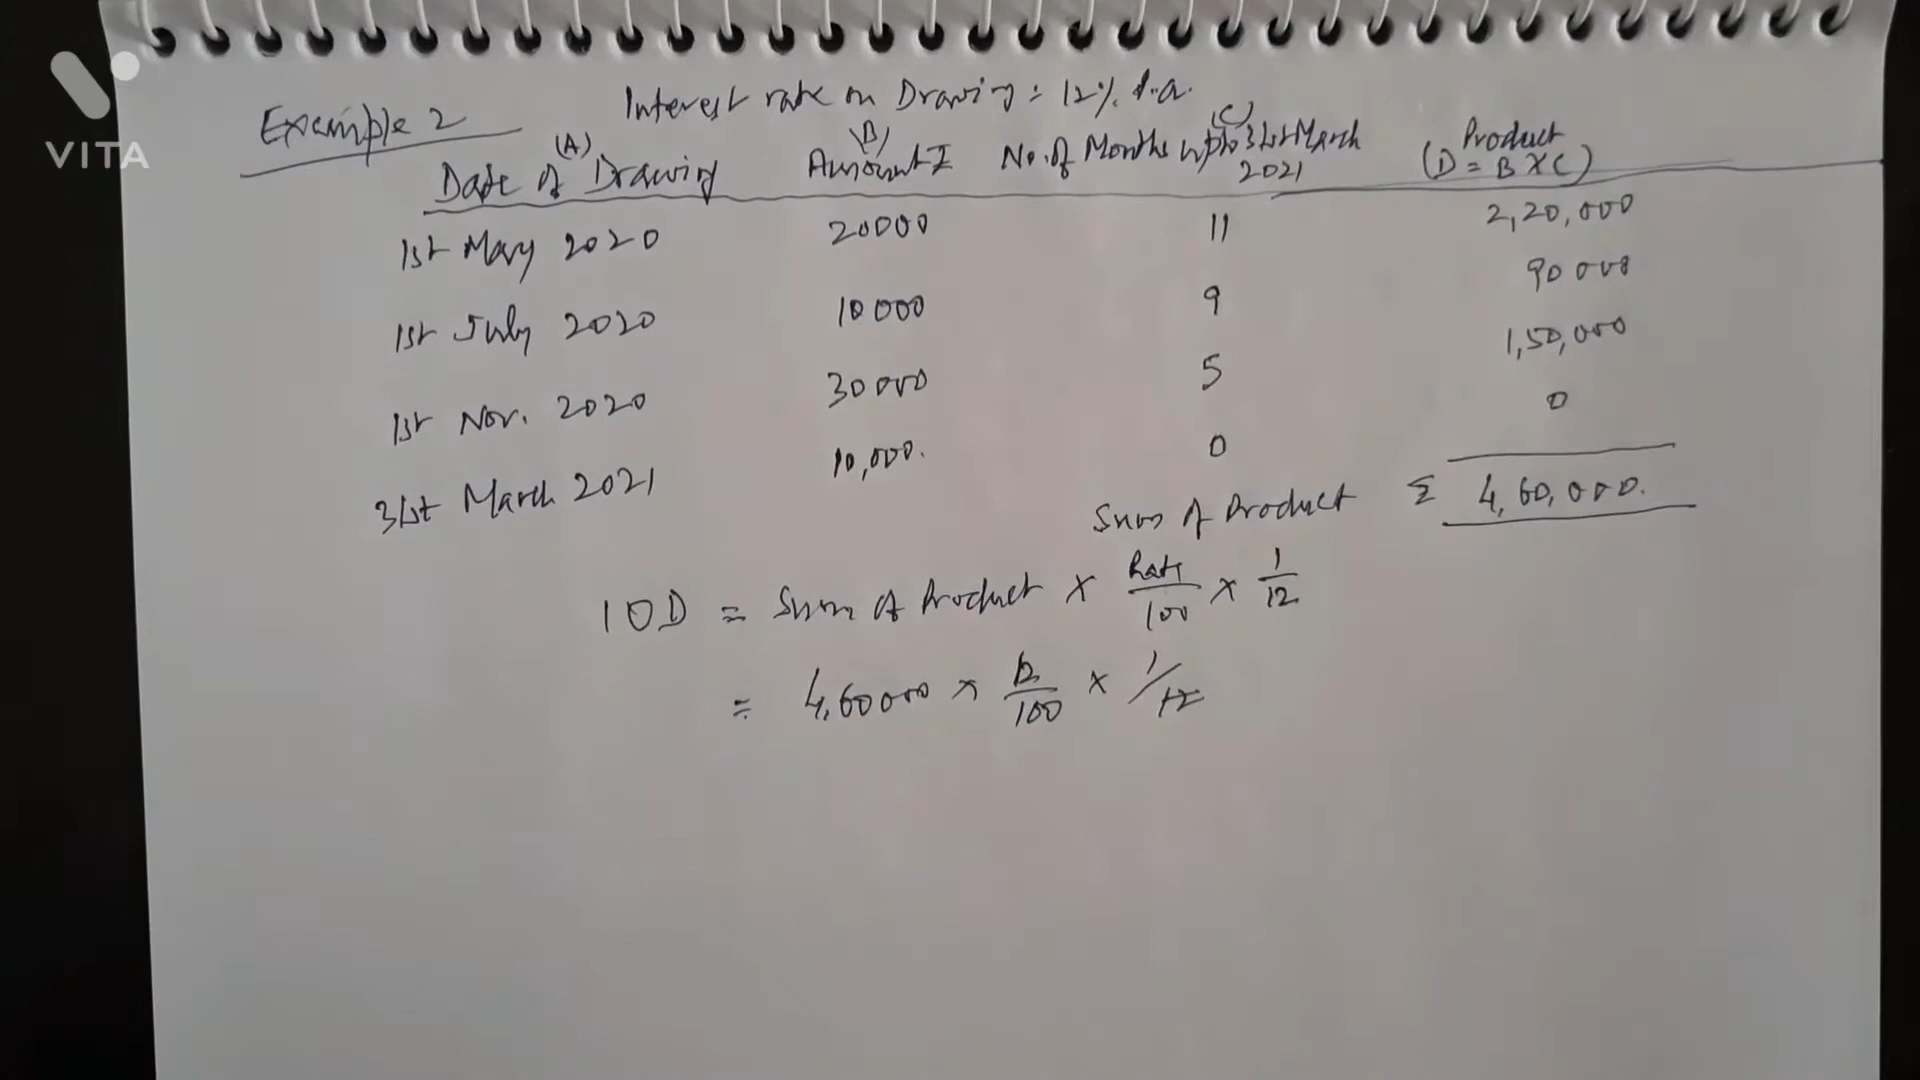 VITA
Example 2
Interest rate on Drawing = 12% p.a.
(A) (B) (C)
Date of Drawing Amount ₹ No. of Months upto 31st March 2021 Product (D = B X C)
1st May 2020 20000 11 2,20,000
1st July 2020 10000 9 90000
1st Nov. 2020 30000 5 1,50,000
31st March 2021 10,000. 0 0
Sum of Product Σ 4,60,000.
IOD = Sum of Product × Rate/100 × 1/12
= 4,60000 × 12/100 × 1/12